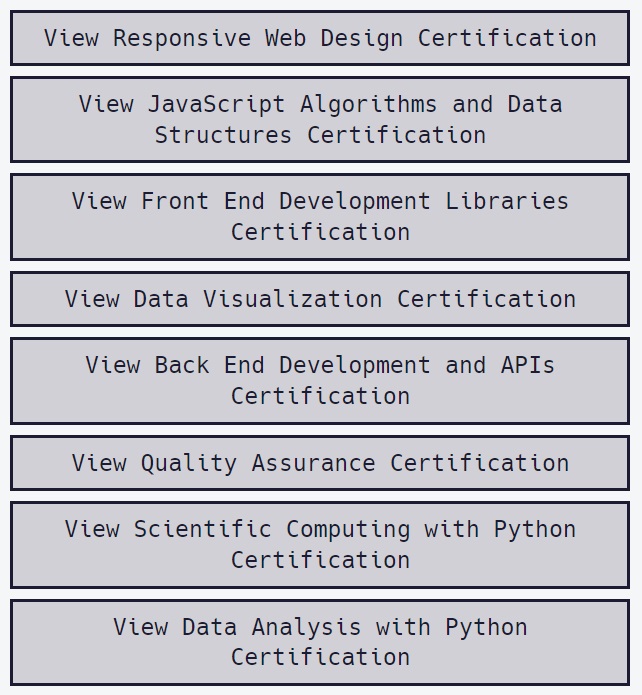 View Responsive Web Design Certification
View JavaScript Algorithms and Data
Structures Certification
View Front End Development Libraries
Certification
View Data Visualization Certification
View Back End Development and APIs
Certification
View Quality Assurance Certification
View Scientific Computing with Python
Certification
View Data Analysis with Python
Certification